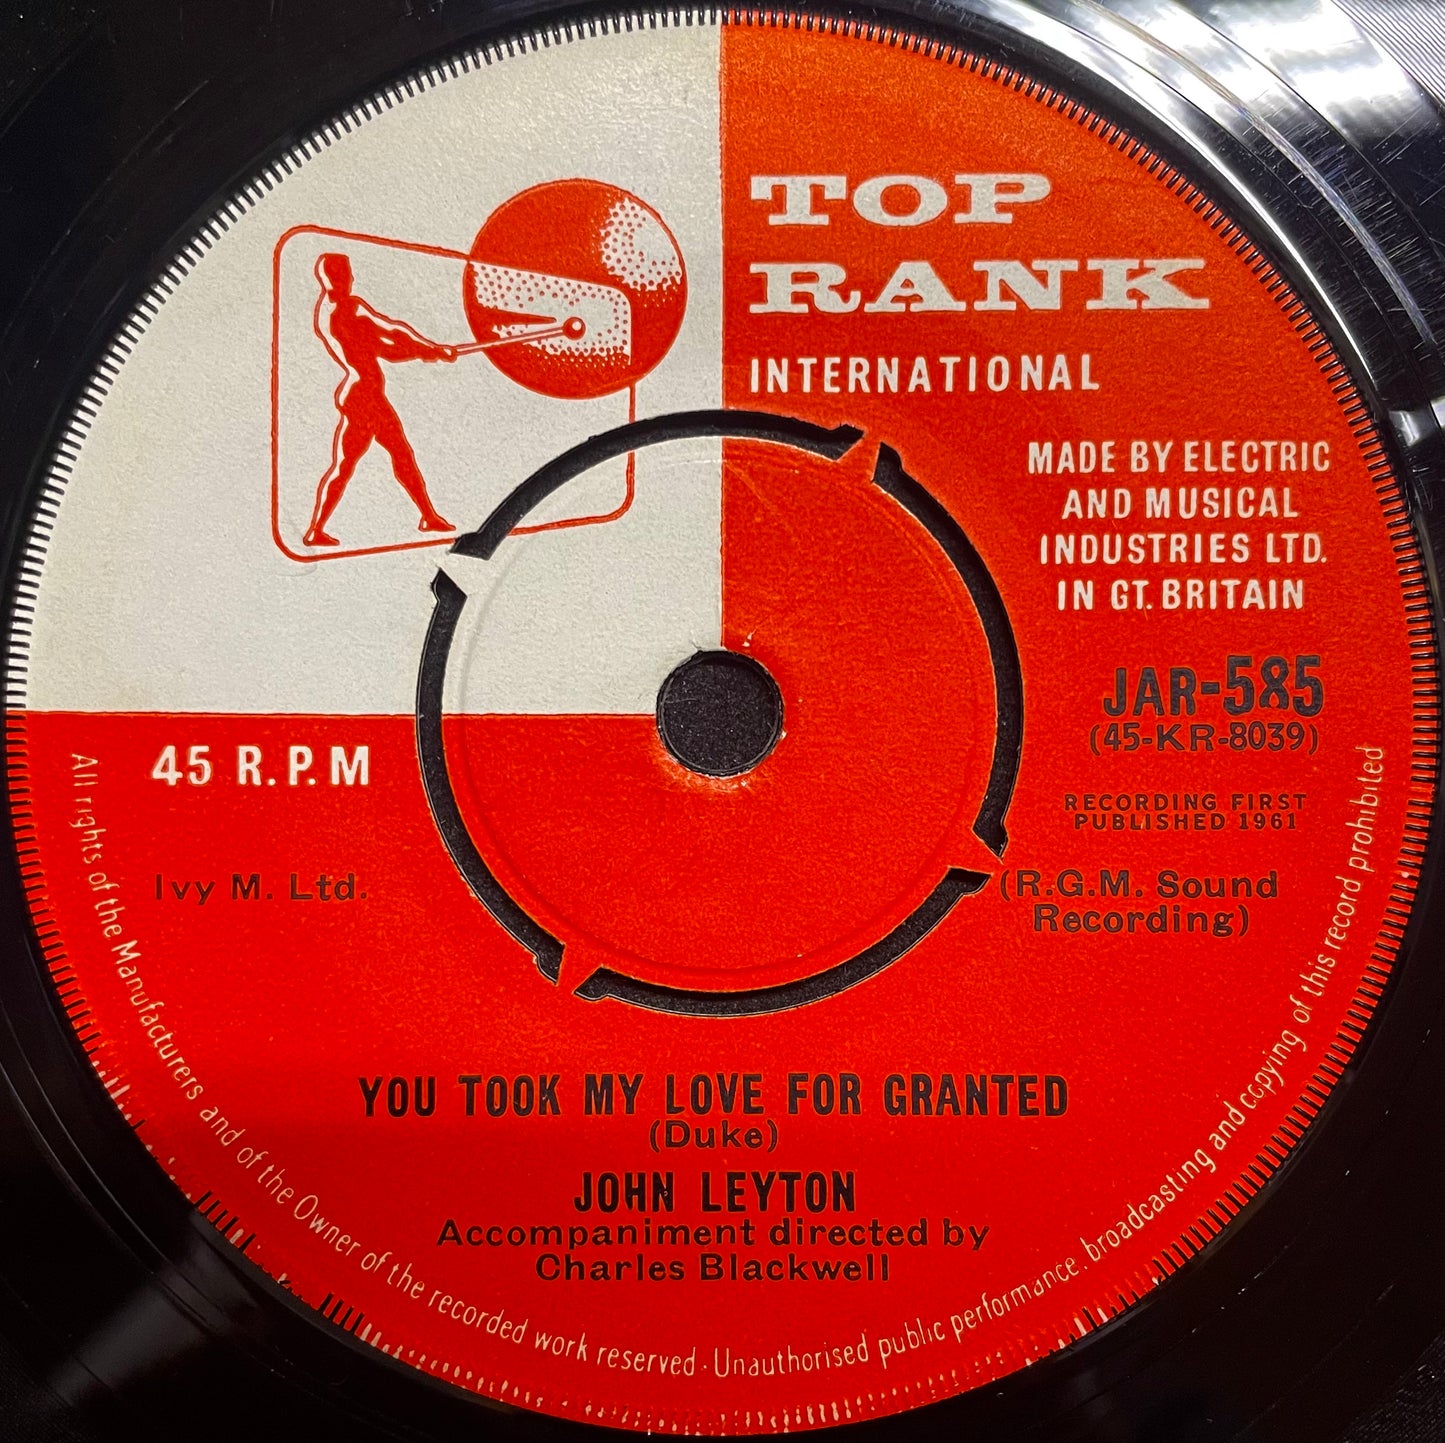 TOP
RANK
INTERNATIONAL
MADE BY ELECTRIC
AND MUSICAL
INDUSTRIES LTD.
IN GT. BRITAIN
JAR-585
(45-KR-8039)
45 R.P.M
RECORDING FIRST
PUBLISHED 1961
Ivy M. Ltd.
(R.G.M. Sound
Recording)
YOU TOOK MY LOVE FOR GRANTED
(Duke)
JOHN LEYTON
Accompaniment directed by
Charles Blackwell
All rights of the Manufacturers and of the Owner of the recorded work reserved · Unauthorised public performance, broadcasting and copying of this record prohibited